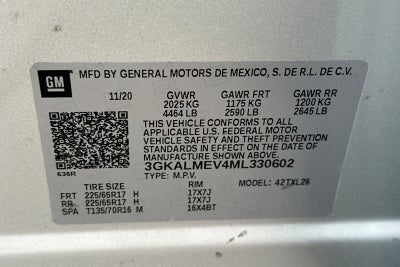 GM
MFD BY GENERAL MOTORS DE MEXICO, S. DE R.L. DE C.V.
11/20 GVWR GAWR FRT GAWR RR
2025 KG 1175 KG 1200 KG
4464 LB 2590 LB 2645 LB
THIS VEHICLE CONFORMS TO ALL
APPLICABLE U.S. FEDERAL MOTOR
VEHICLE SAFETY AND THEFT PREVENTION
STANDARDS IN EFFECT ON THE DATE OF
MANUFACTURE SHOWN ABOVE.
3GKALMEV4ML330602
636R TYPE: M.P.V. MODEL: 42TXL26
TIRE SIZE RIM
FRT 225/65R17 H 17X7J
RR 225/65R17 H 17X7J
SPA T135/70R16 M 16X4BT